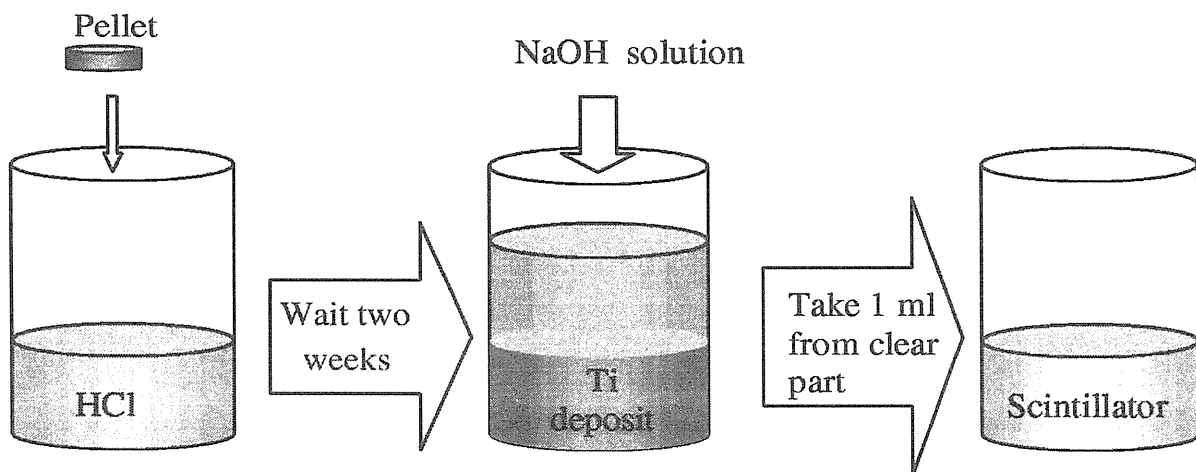 Pellet
NaOH solution
HCl
Wait two
weeks
Ti
deposit
Take 1 ml
from clear
part
Scintillator